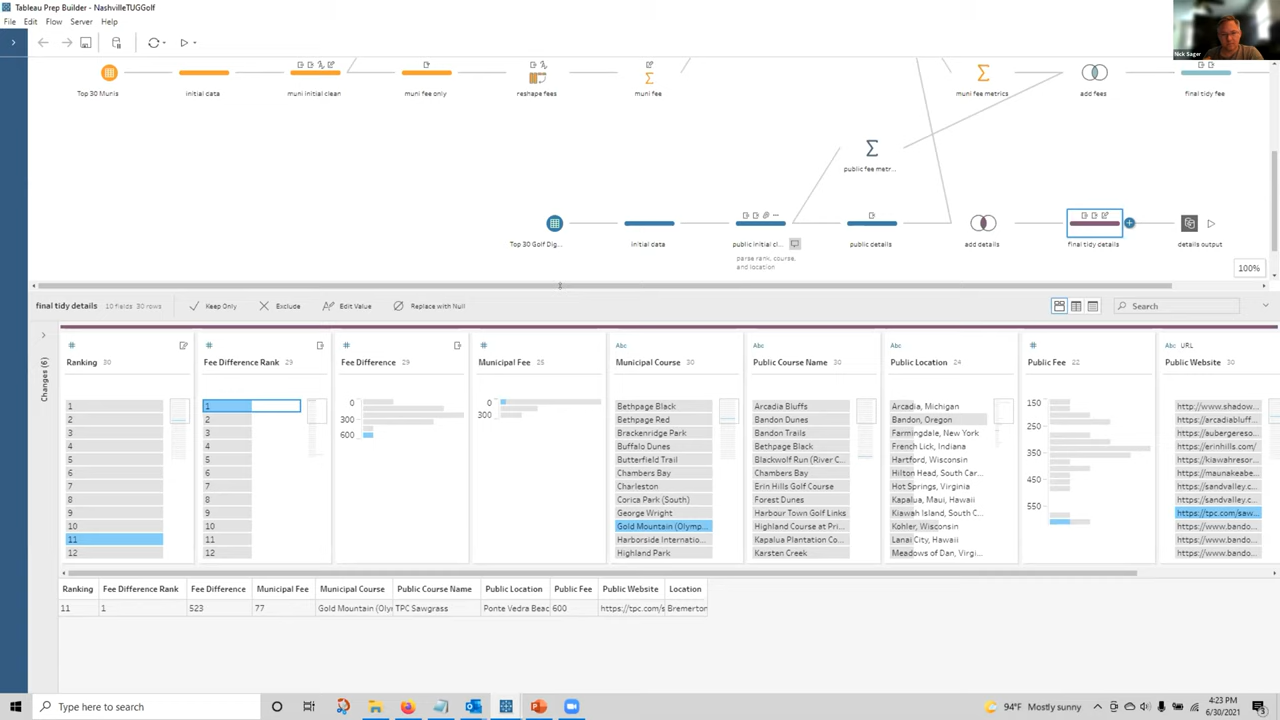 Tableau Prep Builder - NashvilleTUGGolf
File Edit Flow Server Help
Nick Sager
Top 30 Munis
initial data
muni initial clean
muni fee only
reshape fees
muni fee
muni fee metrics
add fees
final tidy fee
public fee metr...
Top 30 Golf Dig...
initial data
public initial cl...
public details
add details
final tidy details
details output
parse rank, course,
and location
100%
final tidy details 10 fields 30 rows Keep Only Exclude Edit Value Replace with Null Search
Changes (6)
# # # # Abc Abc Abc # Abc URL
Ranking 30
Fee Difference Rank 29
Fee Difference 29
Municipal Fee 25
Municipal Course 30
Public Course Name 30
Public Location 24
Public Fee 22
Public Website 30
1
2
3
4
5
6
7
8
9
10
11
12
1
2
3
4
5
6
7
8
9
10
11
12
0
300
600
0
300
Bethpage Black
Bethpage Red
Brackenridge Park
Buffalo Dunes
Butterfield Trail
Chambers Bay
Charleston
Corica Park (South)
George Wright
Gold Mountain (Olymp...
Harborside Internatio...
Highland Park
Arcadia Bluffs
Bandon Dunes
Bandon Trails
Bethpage Black
Blackwolf Run (River C...
Chambers Bay
Erin Hills Golf Course
Forest Dunes
Harbour Town Golf Links
Highland Course at Pri...
Kapalua Plantation Co...
Karsten Creek
Arcadia, Michigan
Bandon, Oregon
Farmingdale, New York
French Lick, Indiana
Hartford, Wisconsin
Hilton Head, South Car...
Hot Springs, Virginia
Kapalua, Maui, Hawaii
Kiawah Island, South C...
Kohler, Wisconsin
Lanai City, Hawaii
Meadows of Dan, Virgi...
150
250
350
450
550
http://www.shadow...
https://arcadiabluff...
https://aubergereso...
https://erinhills.com/
https://kiawahresor...
https://maunakeabe...
https://sandvalley.c...
https://sandvalley.c...
https://tpc.com/saw...
https://www.bando...
https://www.bando...
https://www.bando...
Ranking Fee Difference Rank Fee Difference Municipal Fee Municipal Course Public Course Name Public Location Public Fee Public Website Location
11 1 523 77 Gold Mountain (Oly TPC Sawgrass Ponte Vedra Beac 600 https://tpc.com/s Bremerton
Type here to search
94°F Mostly sunny
4:23 PM
6/30/2021
3